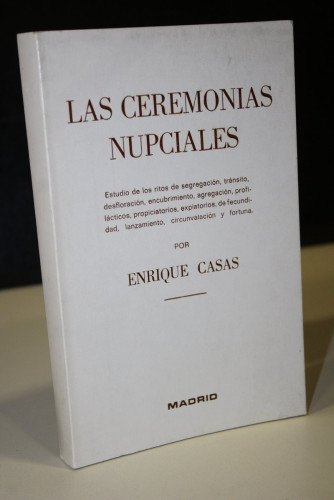 LAS CEREMONIAS
NUPCIALES
Estudio de los ritos de segregación, tránsito,
desfloración, encubrimiento, agregación, profi-
lácticos, propiciatorios, expiatorios, de fecundi-
dad, lanzamiento, circunvalación y fortuna.
POR
ENRIQUE CASAS
MADRID